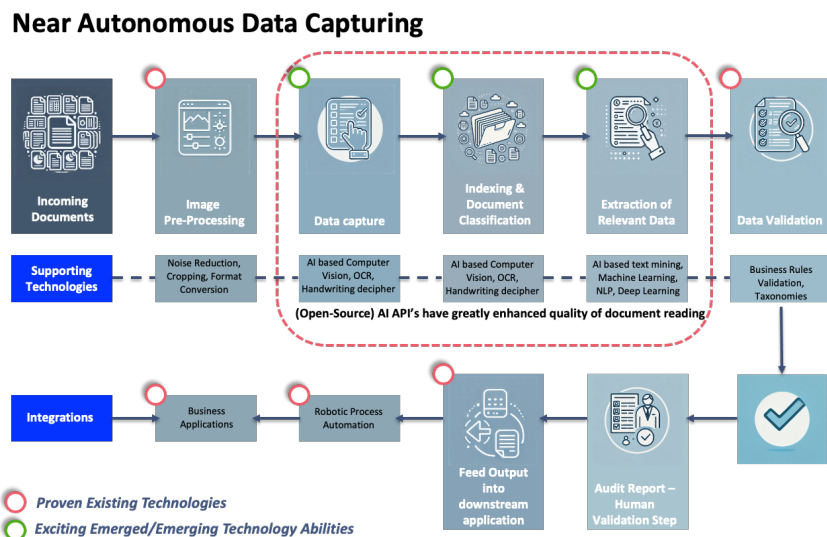 Near Autonomous Data Capturing
Incoming
Documents
Image
Pre-Processing
Data capture
Indexing &
Document
Classification
Extraction of
Relevant Data
Data Validation
Supporting
Technologies
Noise Reduction,
Cropping, Format
Conversion
AI based Computer
Vision, OCR,
Handwriting decipher
AI based Computer
Vision, OCR,
Handwriting decipher
AI based text mining,
Machine Learning,
NLP, Deep Learning
Business Rules
Validation,
Taxonomies
(Open-Source) AI API's have greatly enhanced quality of document reading
Integrations
Business
Applications
Robotic Process
Automation
Feed Output
into
downstream
application
Audit Report –
Human
Validation Step
Proven Existing Technologies
Exciting Emerged/Emerging Technology Abilities